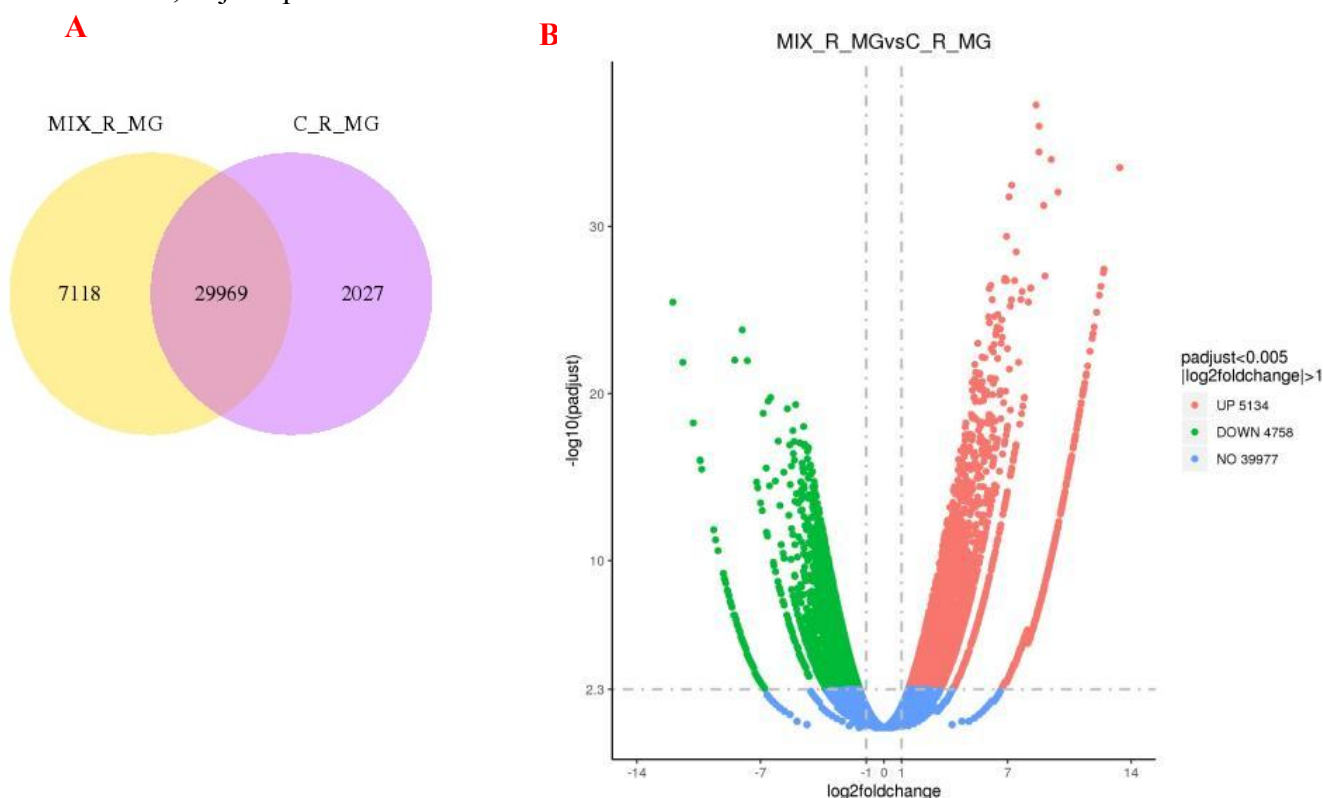 A
B
MIX_R_MG
C_R_MG
7118
29969
2027
MIX_R_MGvsC_R_MG
-log10(padjust)
30
20
10
2.3
-14
-7
-1
0
1
7
14
log2foldchange
padjust<0.005
|log2foldchange|>1
UP 5134
DOWN 4758
NO 39977